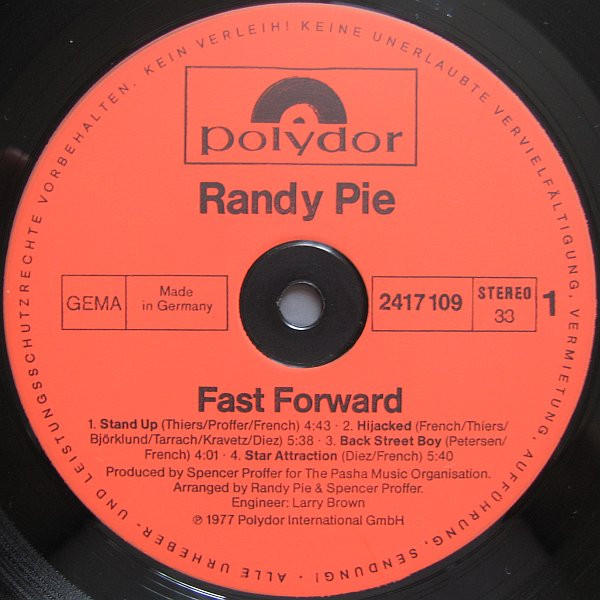 ALLE URHEBER- UND LEISTUNGSSCHUTZRECHTE VORBEHALTEN. KEIN VERLEIH! KEINE UNERLAUBTE VERVIELFÄLTIGUNG, VERMIETUNG, AUFFÜHRUNG, SENDUNG! -
polydor
Randy Pie
GEMA
Made
in Germany
2417 109
STEREO
33
1
Fast Forward
1. Stand Up (Thiers/Proffer/French) 4:43 · 2. Hijacked (French/Thiers/
Björklund/Tarrach/Kravetz/Diez) 5:38 · 3. Back Street Boy (Petersen/
French) 4:01 · 4. Star Attraction (Diez/French) 5:40
Produced by Spencer Proffer for The Pasha Music Organisation.
Arranged by Randy Pie & Spencer Proffer.
Engineer: Larry Brown
℗ 1977 Polydor International GmbH